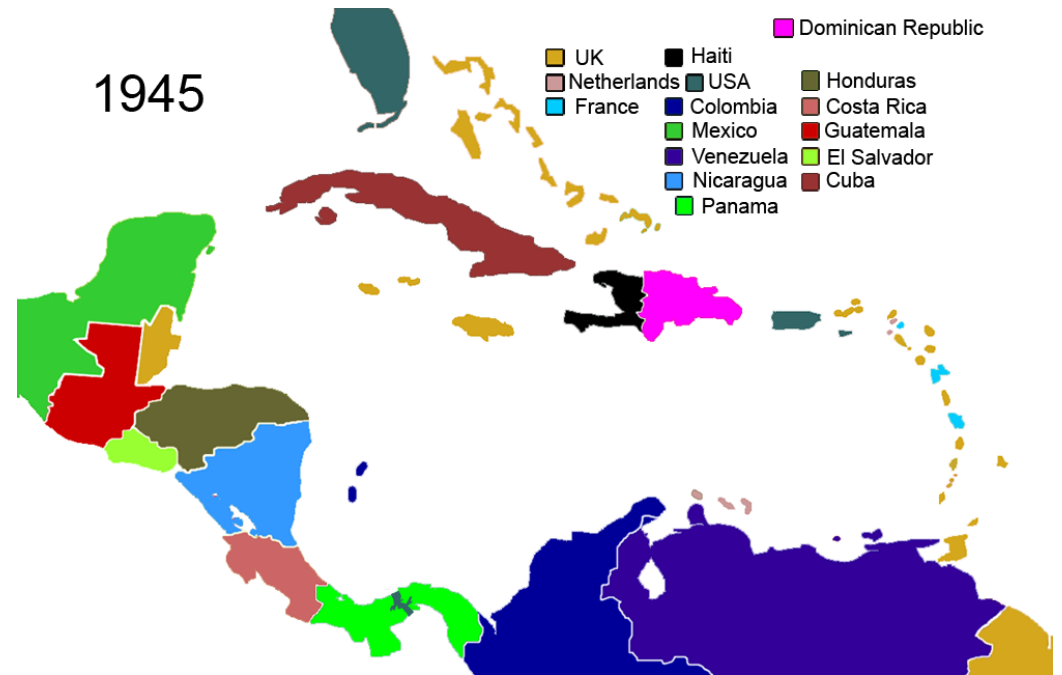 Dominican Republic
UK
Haiti
Netherlands
USA
Honduras
1945
France
Colombia
Costa Rica
Mexico
Guatemala
Venezuela
El Salvador
Nicaragua
Cuba
Panama